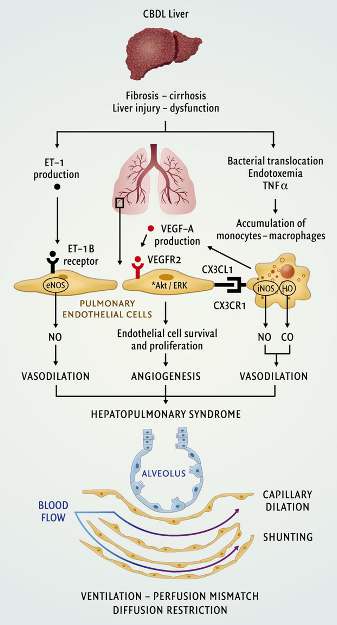 CBDL Liver
Fibrosis – cirrhosis
Liver injury – dysfunction
ET–1
production
Bacterial translocation
Endotoxemia
TNFα
VEGF–A
production
Accumulation of
monocytes – macrophages
ET–1B
receptor
VEGFR2
CX3CL1
eNOS
*Akt / ERK
iNOS
HO
PULMONARY
ENDOTHELIAL CELLS
CX3CR1
NO
Endothelial cell survival
and proliferation
NO
CO
VASODILATION
ANGIOGENESIS
VASODILATION
HEPATOPULMONARY SYNDROME
ALVEOLUS
BLOOD
FLOW
CAPILLARY
DILATION
SHUNTING
VENTILATION – PERFUSION MISMATCH
DIFFUSION RESTRICTION